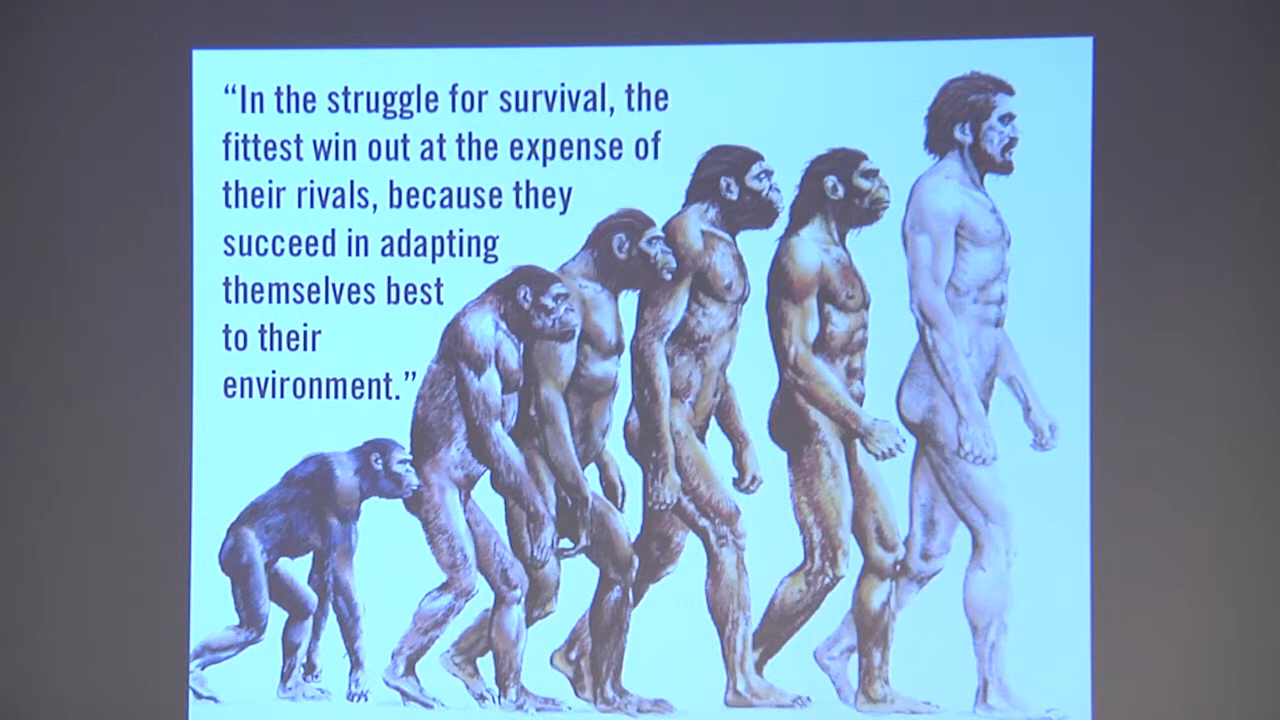 “In the struggle for survival, the
fittest win out at the expense of
their rivals, because they
succeed in adapting
themselves best
to their
environment.”